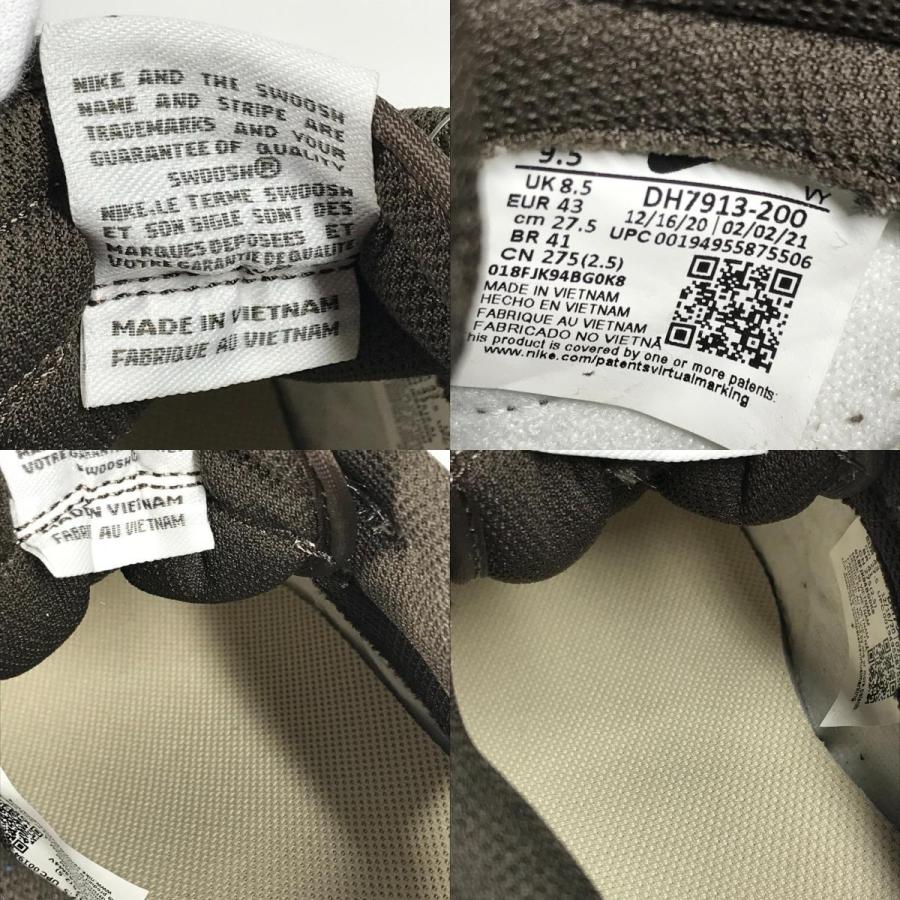 NIKE AND THE SWOOSH
NAME AND STRIPE ARE
TRADEMARKS AND YOUR
GUARANTEE OF QUALITY
SWOOSH®
NIKE.LE TERME SWOOSH
ET SON SIGLE SONT DES
MARQUES DEPOSEES ET
VOTRE GARANTIE DE QUALITE
MADE IN VIETNAM
FABRIQUE AU VIETNAM
9.5
VY
UK 8.5
EUR 43
cm 27.5
BR 41
CN 275(2.5)
DH7913-200
12/16/20 02/02/21
UPC 00194955875506
018FJK94BG0K8
MADE IN VIETNAM
HECHO EN VIETNAM
FABRIQUE AU VIETNAM
FABRICADO NO VIETNA
his product is covered by one or more patents:
www.nike.com/patentsvirtualmarking
SWOOSH
IN VIETNAM
AU VIETNAM